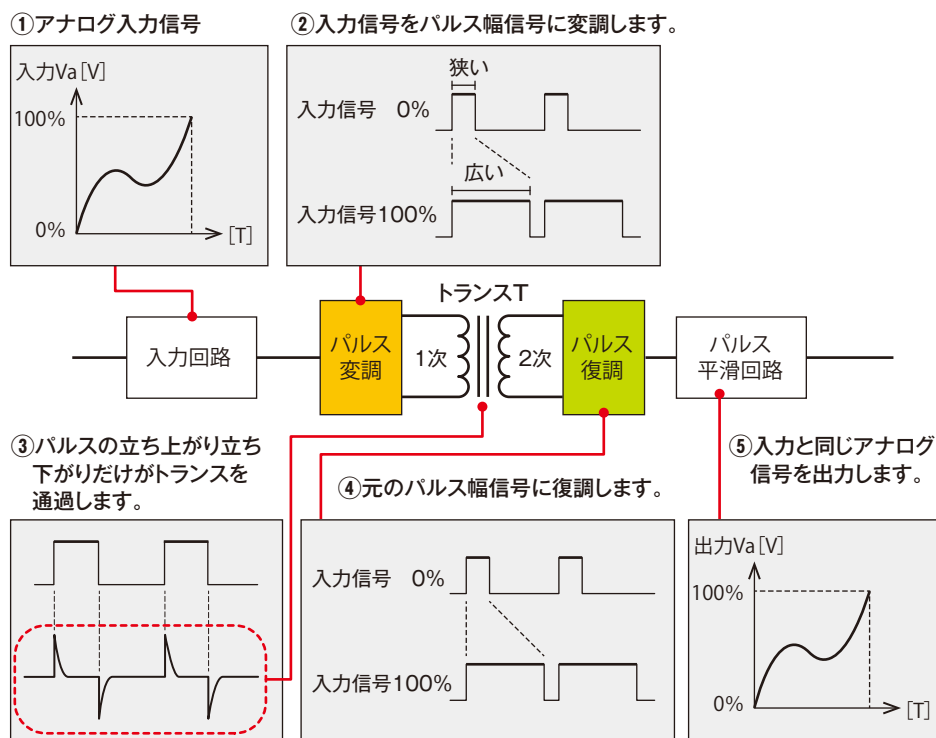 ①アナログ入力信号
入力Va[V]
100%
0%
[T]
②入力信号をパルス幅信号に変調します。
狭い
入力信号 0%
広い
入力信号100%
トランスT
入力回路
パルス
変調
1次
2次
パルス
復調
パルス
平滑回路
③パルスの立ち上がり立ち
下がりだけがトランスを
通過します。
④元のパルス幅信号に復調します。
入力信号 0%
入力信号100%
⑤入力と同じアナログ
信号を出力します。
出力Va[V]
100%
0%
[T]